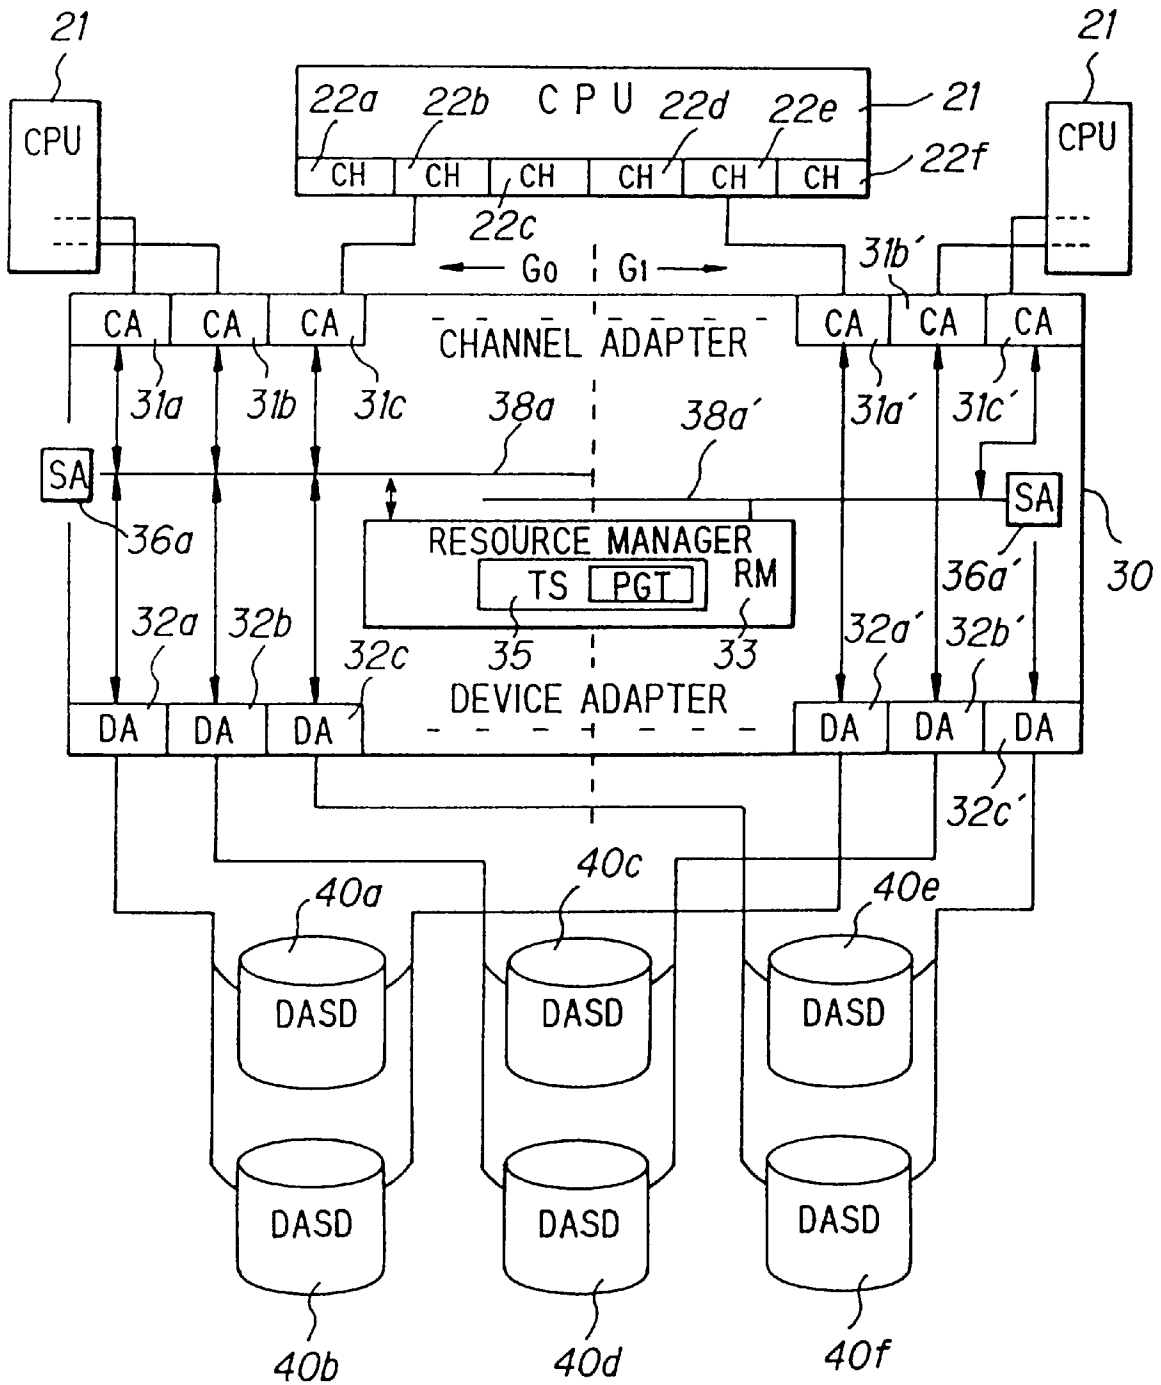 21
21
CPU
CPU
CPU
22a
22b
22d
22e
21
22f
CH
CH
CH
CH
CH
CH
22c
G0
G1
31b′
CA
CA
CA
CHANNEL ADAPTER
CA
CA
CA
31a
31b
31c
31a′
31c′
38a
38a′
SA
SA
36a
36a′
30
RESOURCE MANAGER
TS
PGT
RM
35
33
32a
32b
32c
32a′
32b′
DEVICE ADAPTER
DA
DA
DA
DA
DA
DA
32c′
40a
40c
40e
DASD
DASD
DASD
DASD
DASD
DASD
40b
40d
40f